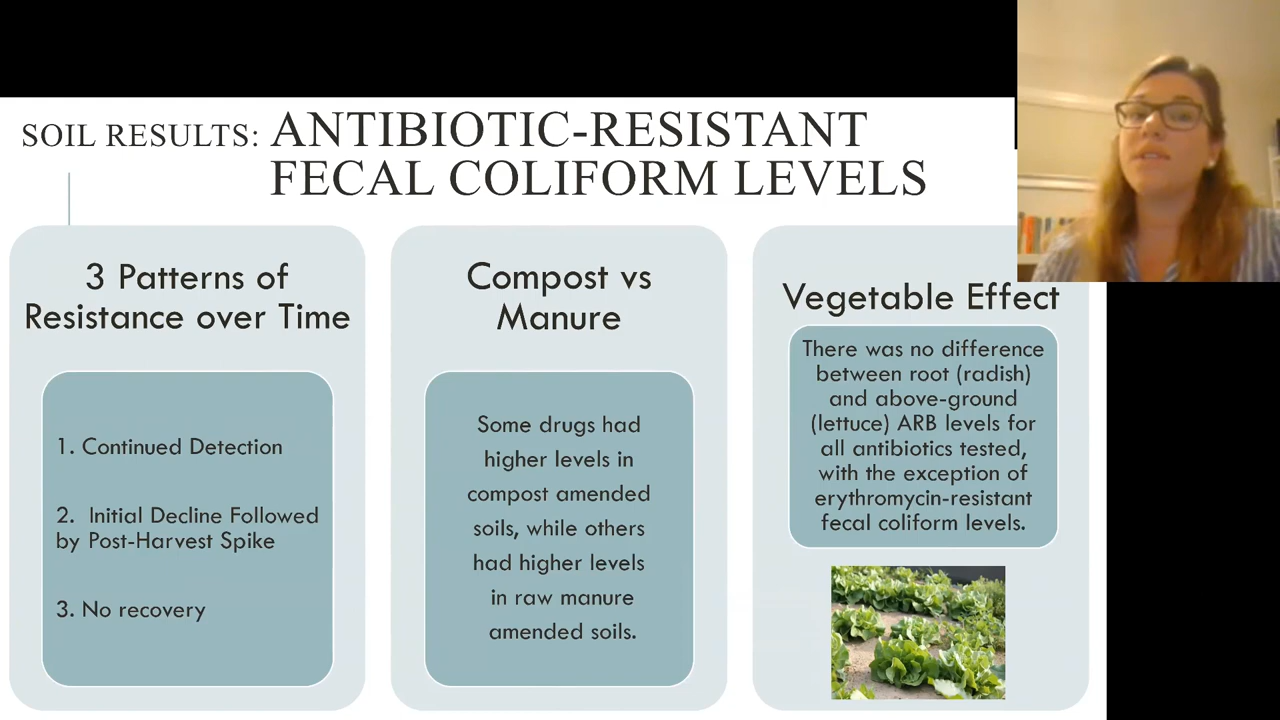 SOIL RESULTS: ANTIBIOTIC-RESISTANT
FECAL COLIFORM LEVELS
3 Patterns of
Resistance over Time
1. Continued Detection
2. Initial Decline Followed
by Post-Harvest Spike
3. No recovery
Compost vs
Manure
Some drugs had
higher levels in
compost amended
soils, while others
had higher levels
in raw manure
amended soils.
Vegetable Effect
There was no difference
between root (radish)
and above-ground
(lettuce) ARB levels for
all antibiotics tested,
with the exception of
erythromycin-resistant
fecal coliform levels.